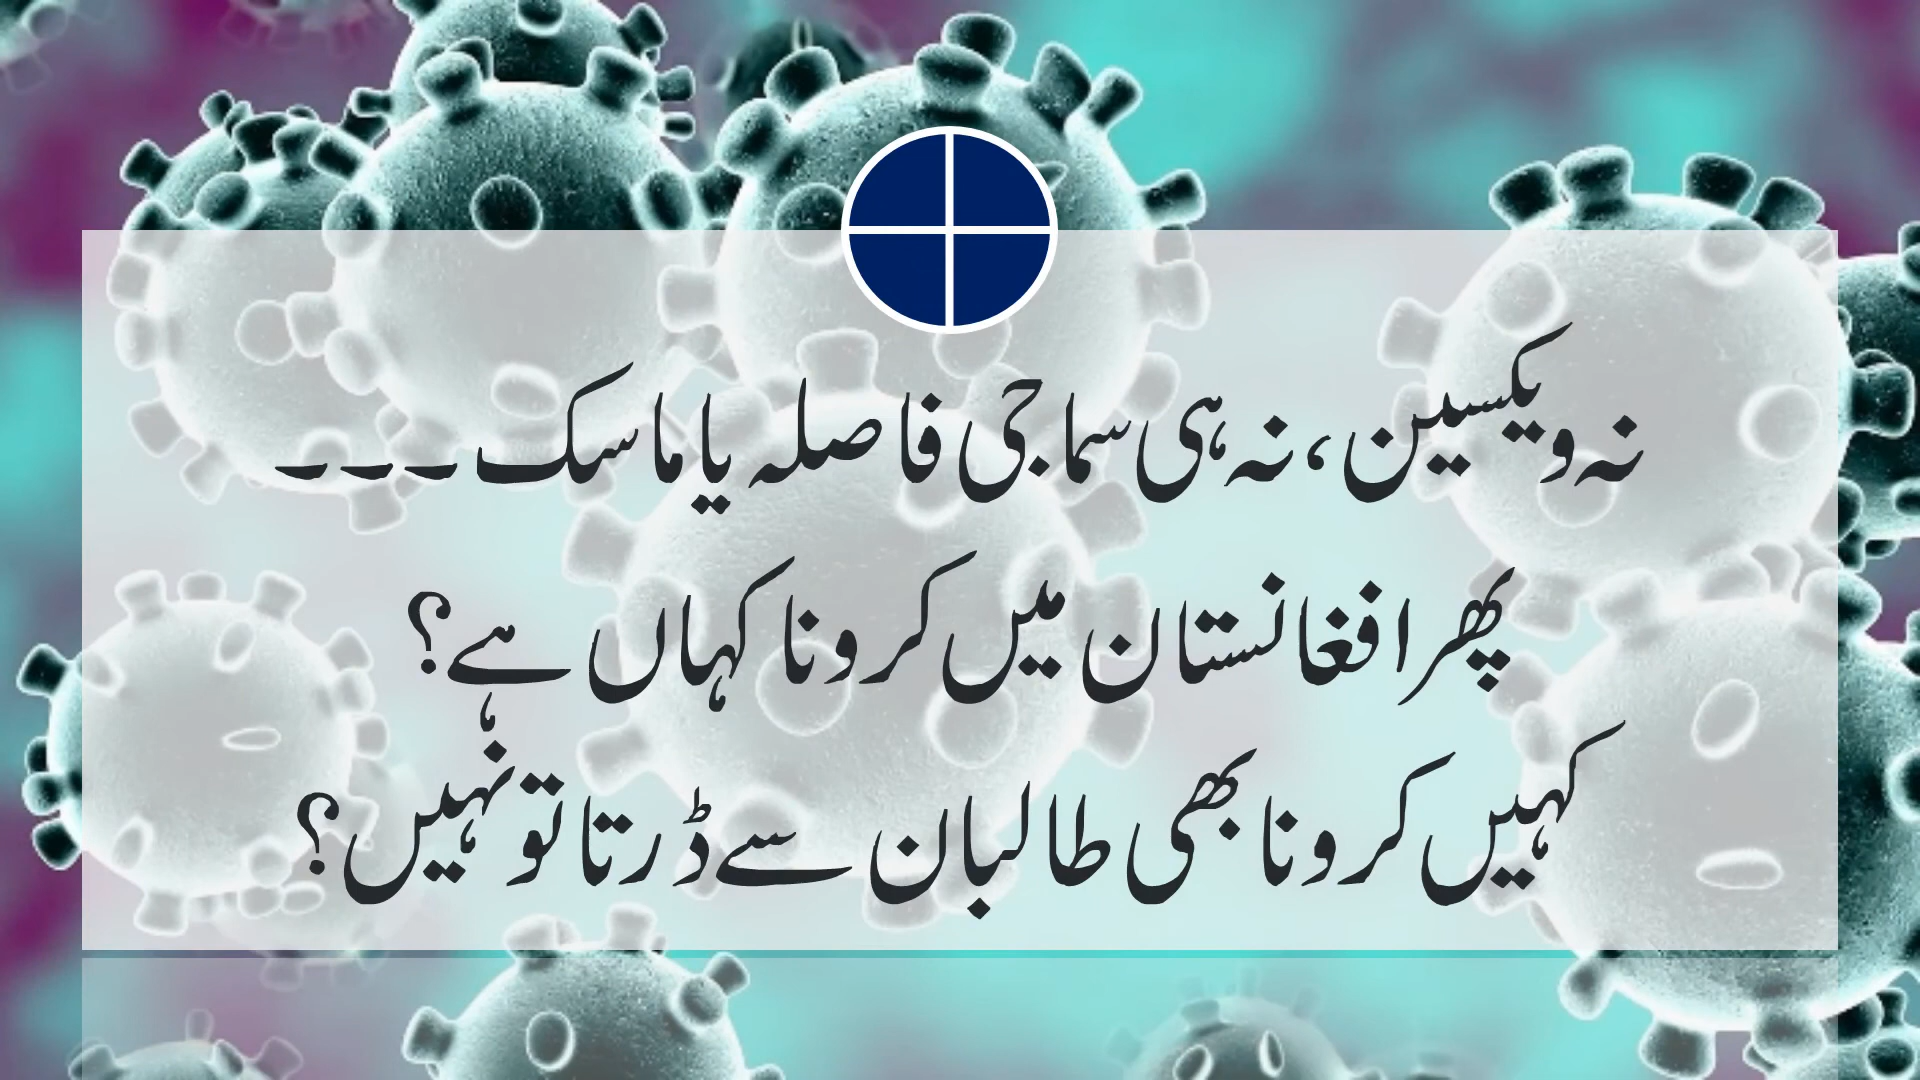 نہ ویکسین، نہ ہی سماجی فاصلہ یا ماسک ۔۔۔
پھر افغانستان میں کرونا کہاں ہے؟
کہیں کرونا بھی طالبان سے ڈرتا تو نہیں؟